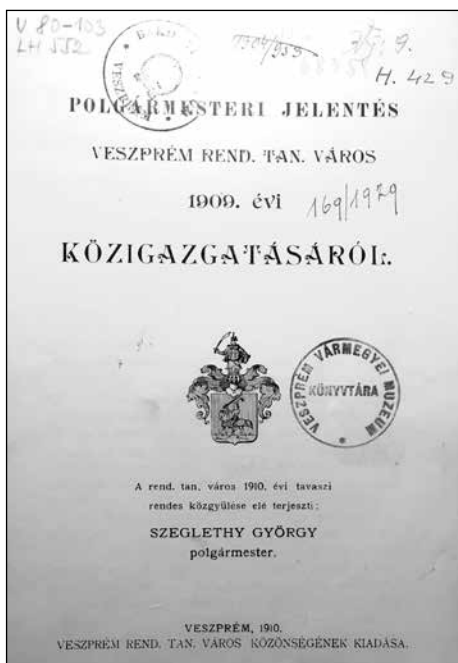 V 80-103
LH 552
169/1979
H. 429
POLGÁRMESTERI JELENTÉS
VESZPRÉM REND. TAN. VÁROS
1909. évi
KÖZIGAZGATÁSÁRÓL.
VESZPRÉM VÁRMEGYEI MUZEUM
KÖNYVTÁRA
A rend. tan. város 1910. évi tavaszi
rendes közgyülése elé terjeszti:
SZEGLETHY GYÖRGY
polgármester.
VESZPRÉM, 1910.
VESZPRÉM REND. TAN. VÁROS KÖZÖNSÉGÉNEK KIADÁSA.